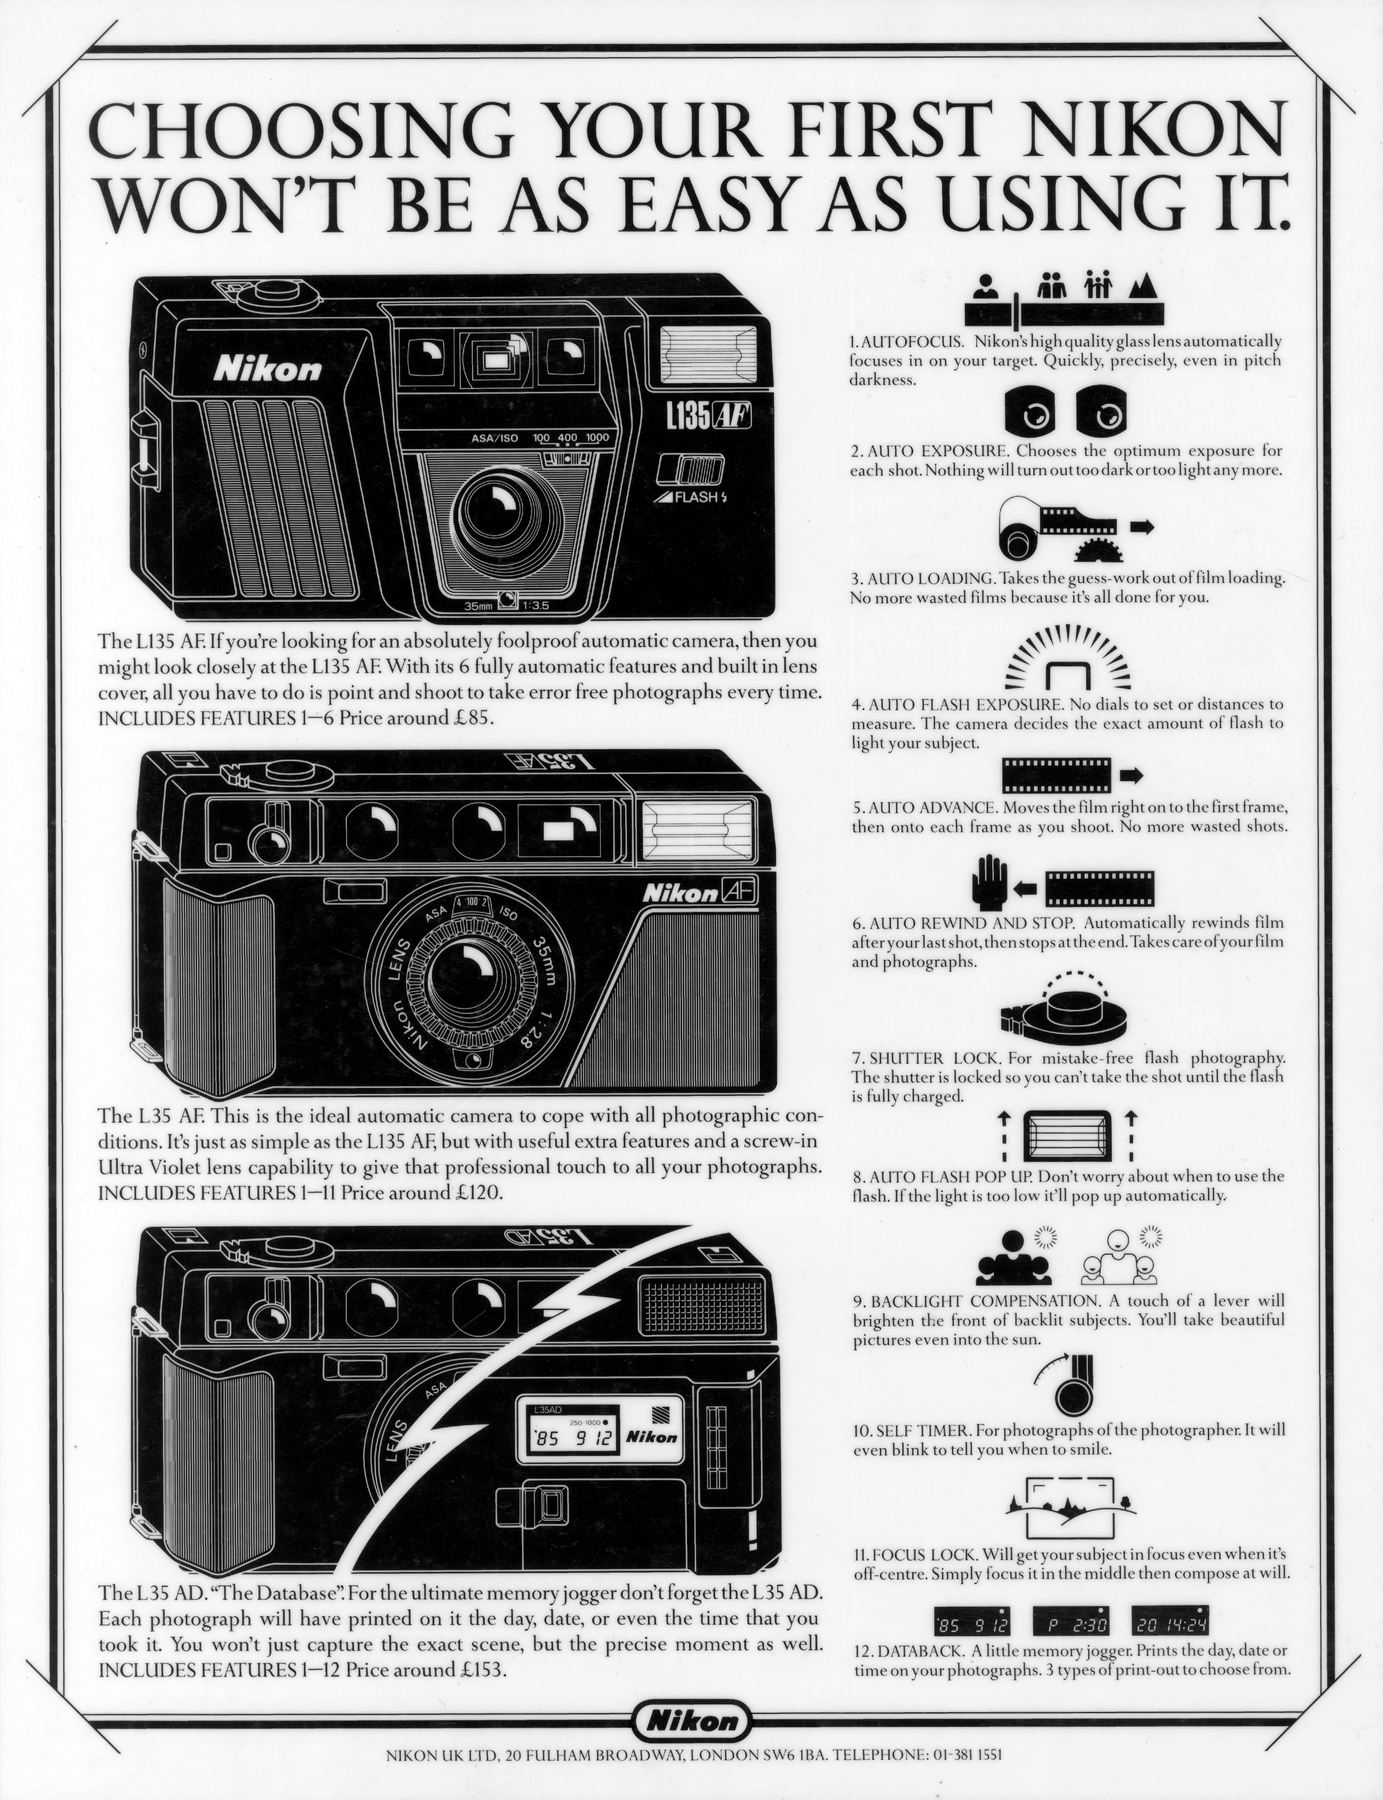 CHOOSING YOUR FIRST NIKON
WON'T BE AS EASY AS USING IT.
Nikon
L135 AF
ASA/ISO 100 400 1000
FLASH
35mm 1:3.5
The L135 AF. If you're looking for an absolutely foolproof automatic camera, then you
might look closely at the L135 AF. With its 6 fully automatic features and built in lens
cover, all you have to do is point and shoot to take error free photographs every time.
INCLUDES FEATURES 1—6 Price around £85.
L35 AF
Nikon AF
ASA 4 100 2 ISO
Nikon LENS 35mm 1:2.8
The L35 AF. This is the ideal automatic camera to cope with all photographic con-
ditions. It's just as simple as the L135 AF, but with useful extra features and a screw-in
Ultra Violet lens capability to give that professional touch to all your photographs.
INCLUDES FEATURES 1—11 Price around £120.
L35 AD
ASA
LENS
L35AD
250-1000
'85 9 12 Nikon
The L35 AD. “The Database”. For the ultimate memory jogger don't forget the L35 AD.
Each photograph will have printed on it the day, date, or even the time that you
took it. You won't just capture the exact scene, but the precise moment as well.
INCLUDES FEATURES 1—12 Price around £153.
1. AUTOFOCUS. Nikon's high quality glass lens automatically
focuses in on your target. Quickly, precisely, even in pitch
darkness.
2. AUTO EXPOSURE. Chooses the optimum exposure for
each shot. Nothing will turn out too dark or too light any more.
3. AUTO LOADING. Takes the guess-work out of film loading.
No more wasted films because it's all done for you.
4. AUTO FLASH EXPOSURE. No dials to set or distances to
measure. The camera decides the exact amount of flash to
light your subject.
5. AUTO ADVANCE. Moves the film right on to the first frame,
then onto each frame as you shoot. No more wasted shots.
6. AUTO REWIND AND STOP. Automatically rewinds film
after your last shot, then stops at the end. Takes care of your film
and photographs.
7. SHUTTER LOCK. For mistake-free flash photography.
The shutter is locked so you can't take the shot until the flash
is fully charged.
8. AUTO FLASH POP UP. Don't worry about when to use the
flash. If the light is too low it'll pop up automatically.
9. BACKLIGHT COMPENSATION. A touch of a lever will
brighten the front of backlit subjects. You'll take beautiful
pictures even into the sun.
10. SELF TIMER. For photographs of the photographer. It will
even blink to tell you when to smile.
11. FOCUS LOCK. Will get your subject in focus even when it's
off-centre. Simply focus it in the middle then compose at will.
'85 9 12 P 2:30 20 14:24
12. DATABACK. A little memory jogger. Prints the day, date or
time on your photographs. 3 types of print-out to choose from.
Nikon
NIKON UK LTD, 20 FULHAM BROADWAY, LONDON SW6 1BA. TELEPHONE: 01-381 1551